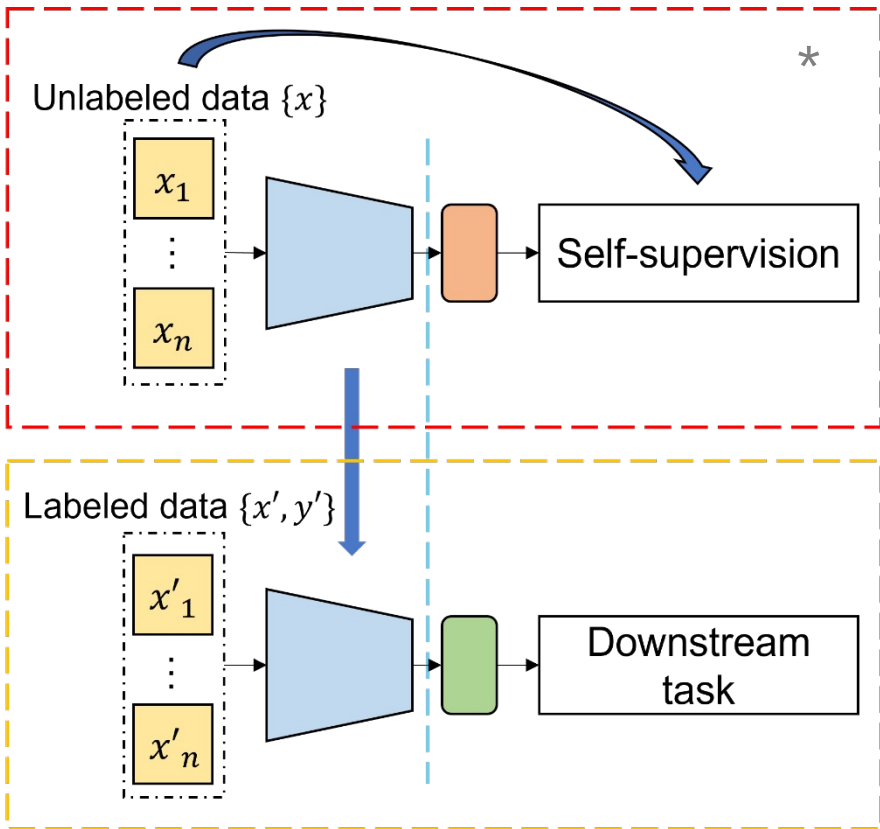 *
Unlabeled data {x}
x₁
⋮
xₙ
Self-supervision
Labeled data {x′, y′}
x′₁
⋮
x′ₙ
Downstream
task